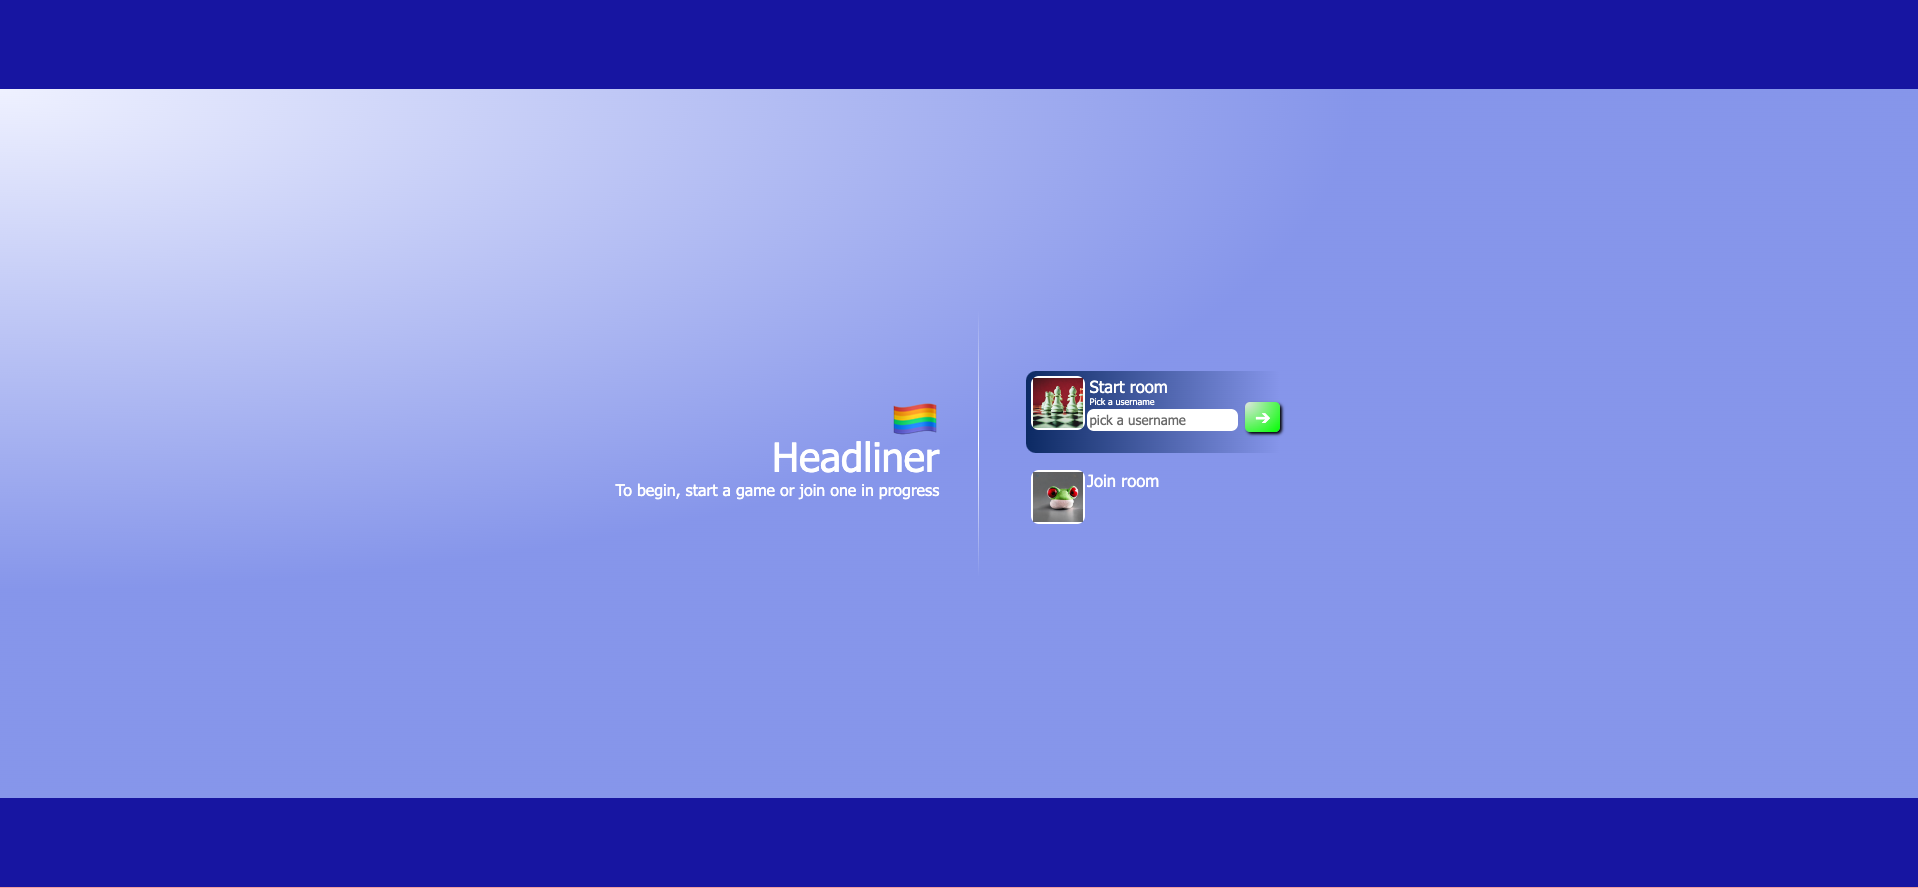 Headliner
To begin, start a game or join one in progress
Start room
Pick a username
pick a username
Join room